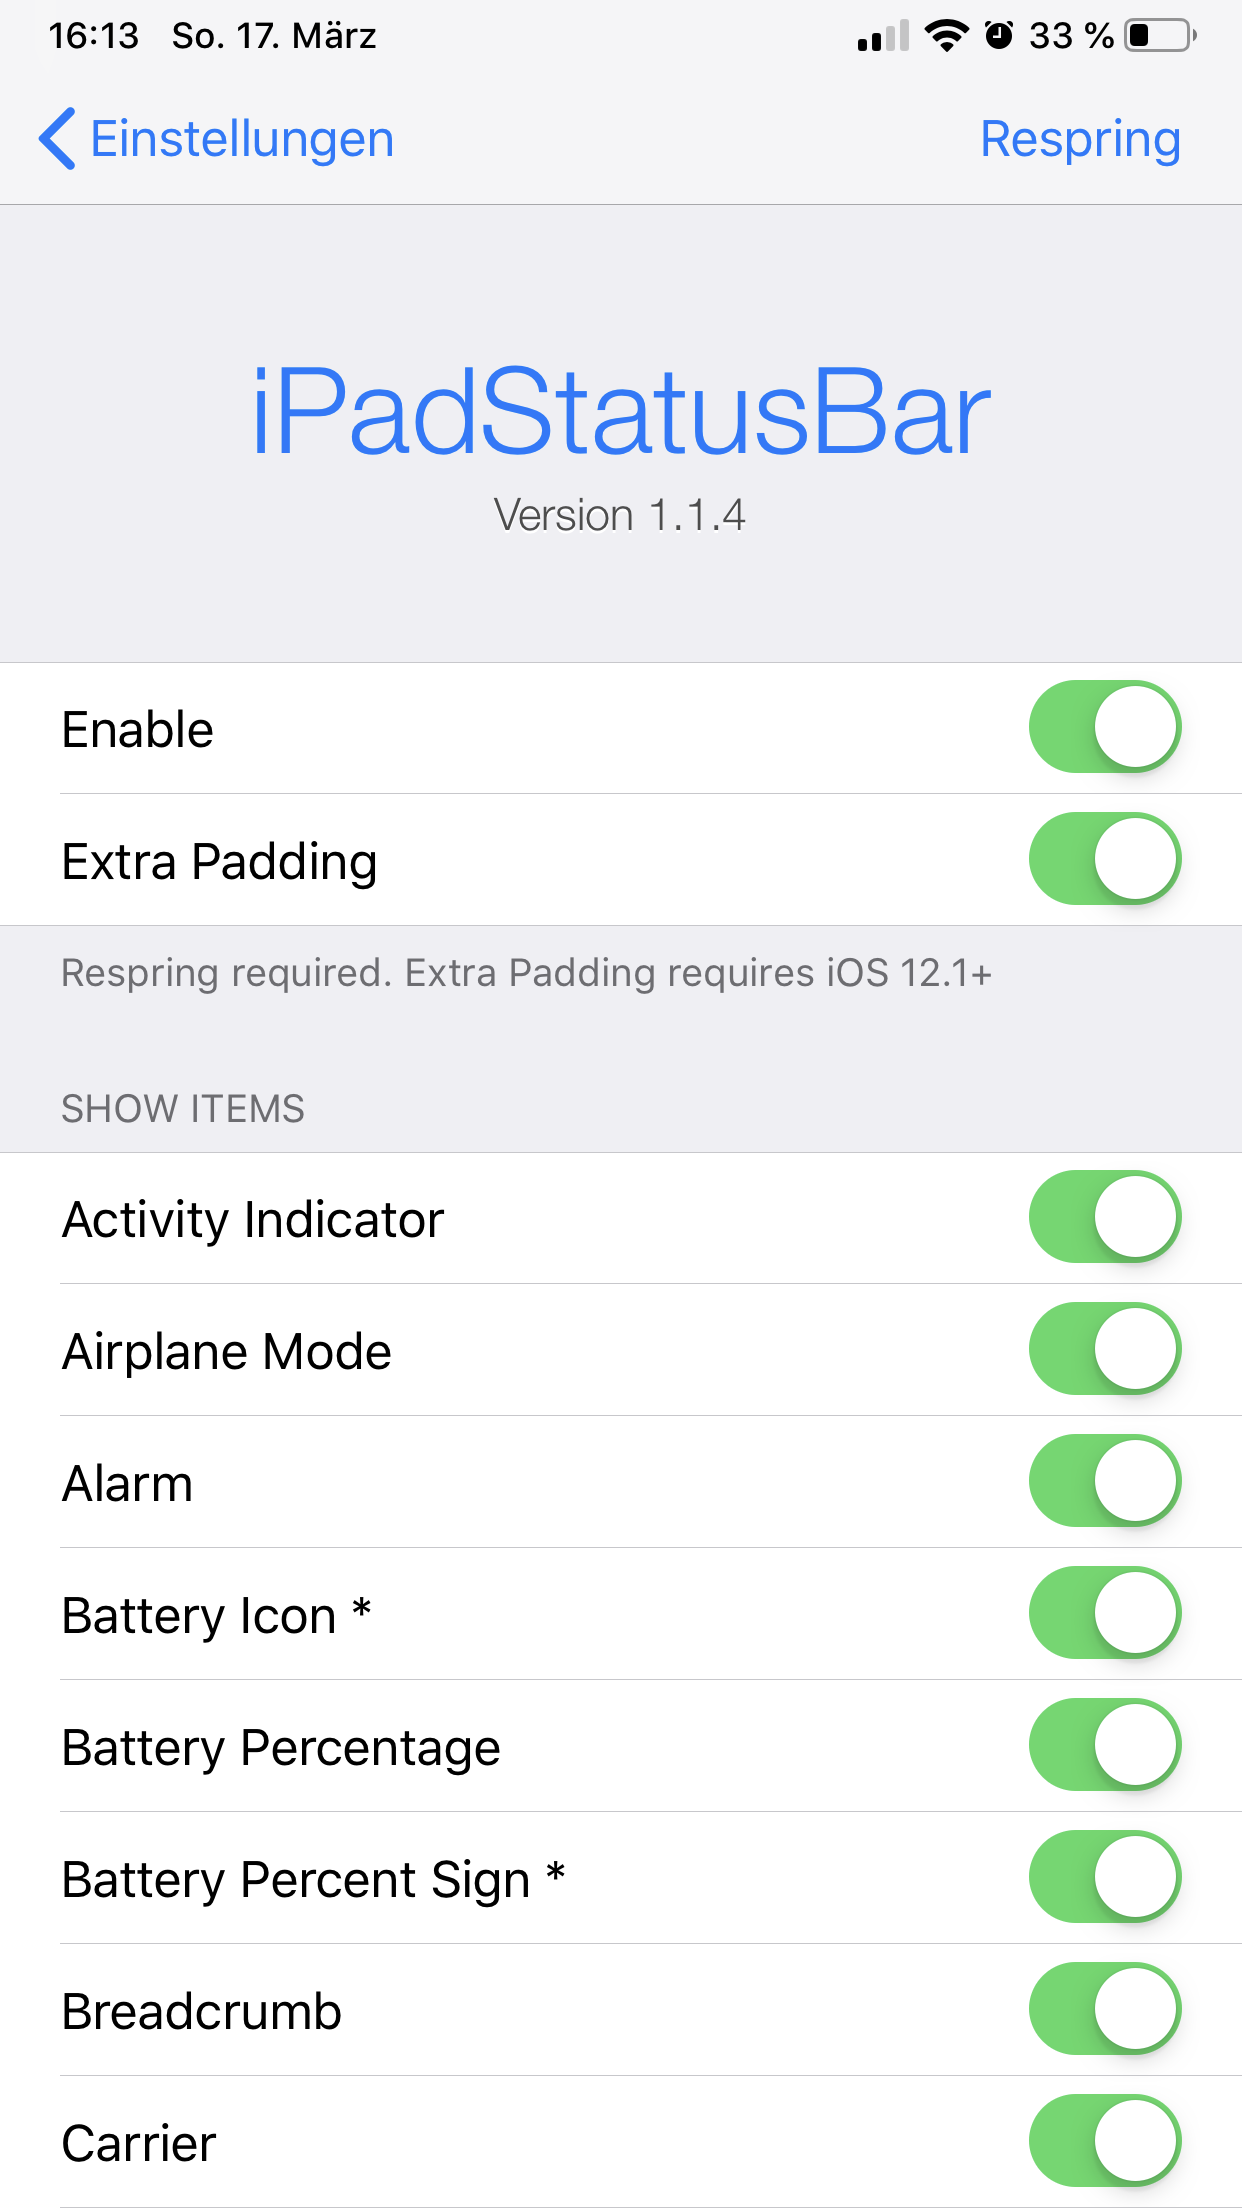 16:13 So. 17. März 33 %
Einstellungen Respring
iPadStatusBar
Version 1.1.4
Enable
Extra Padding
Respring required. Extra Padding requires iOS 12.1+
SHOW ITEMS
Activity Indicator
Airplane Mode
Alarm
Battery Icon *
Battery Percentage
Battery Percent Sign *
Breadcrumb
Carrier